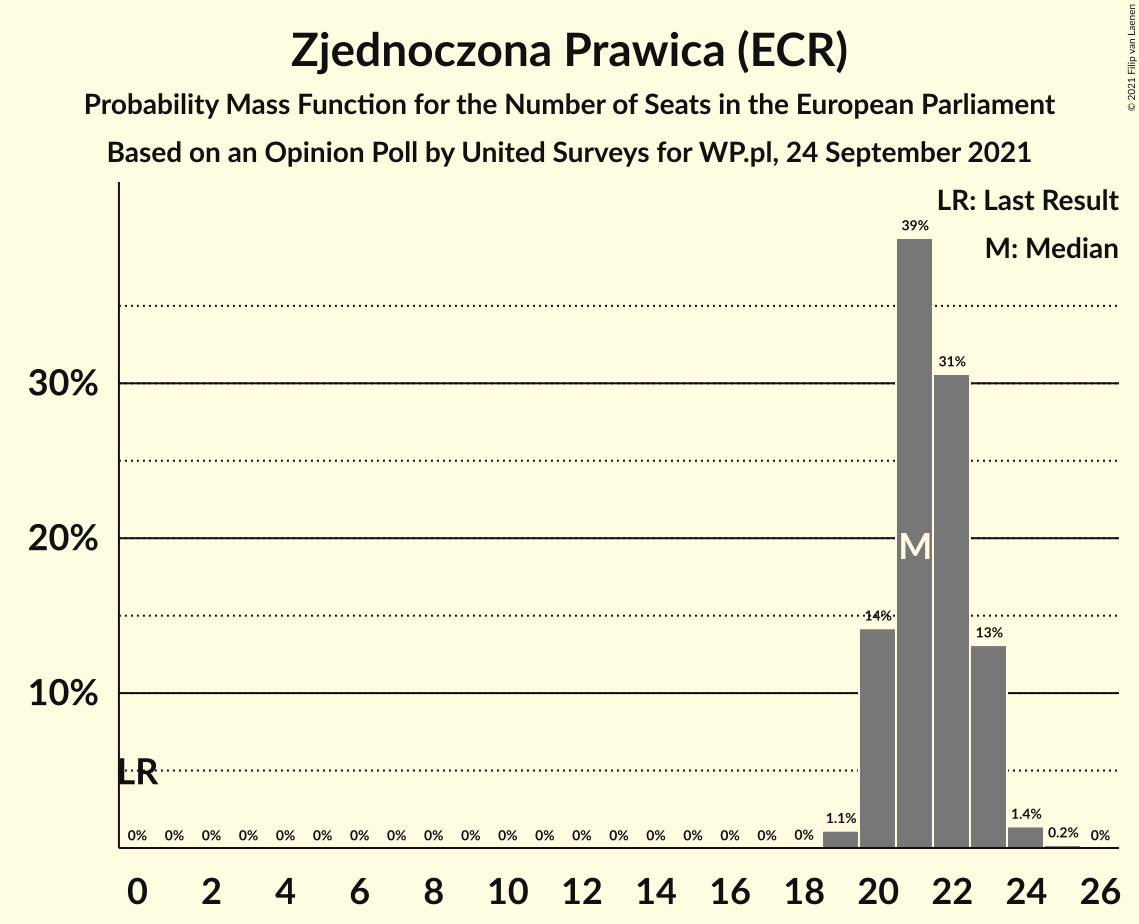 Zjednoczona Prawica (ECR)
Probability Mass Function for the Number of Seats in the European Parliament
Based on an Opinion Poll by United Surveys for WP.pl, 24 September 2021
© 2021 Filip van Laenen
LR: Last Result
M: Median
39%
31%
30%
20%
M
14%
13%
10%
LR
0% 0% 0% 0% 0% 0% 0% 0% 0% 0% 0% 0% 0% 0% 0% 0% 0% 0% 0% 1.1% 1.4% 0.2% 0%
0 2 4 6 8 10 12 14 16 18 20 22 24 26